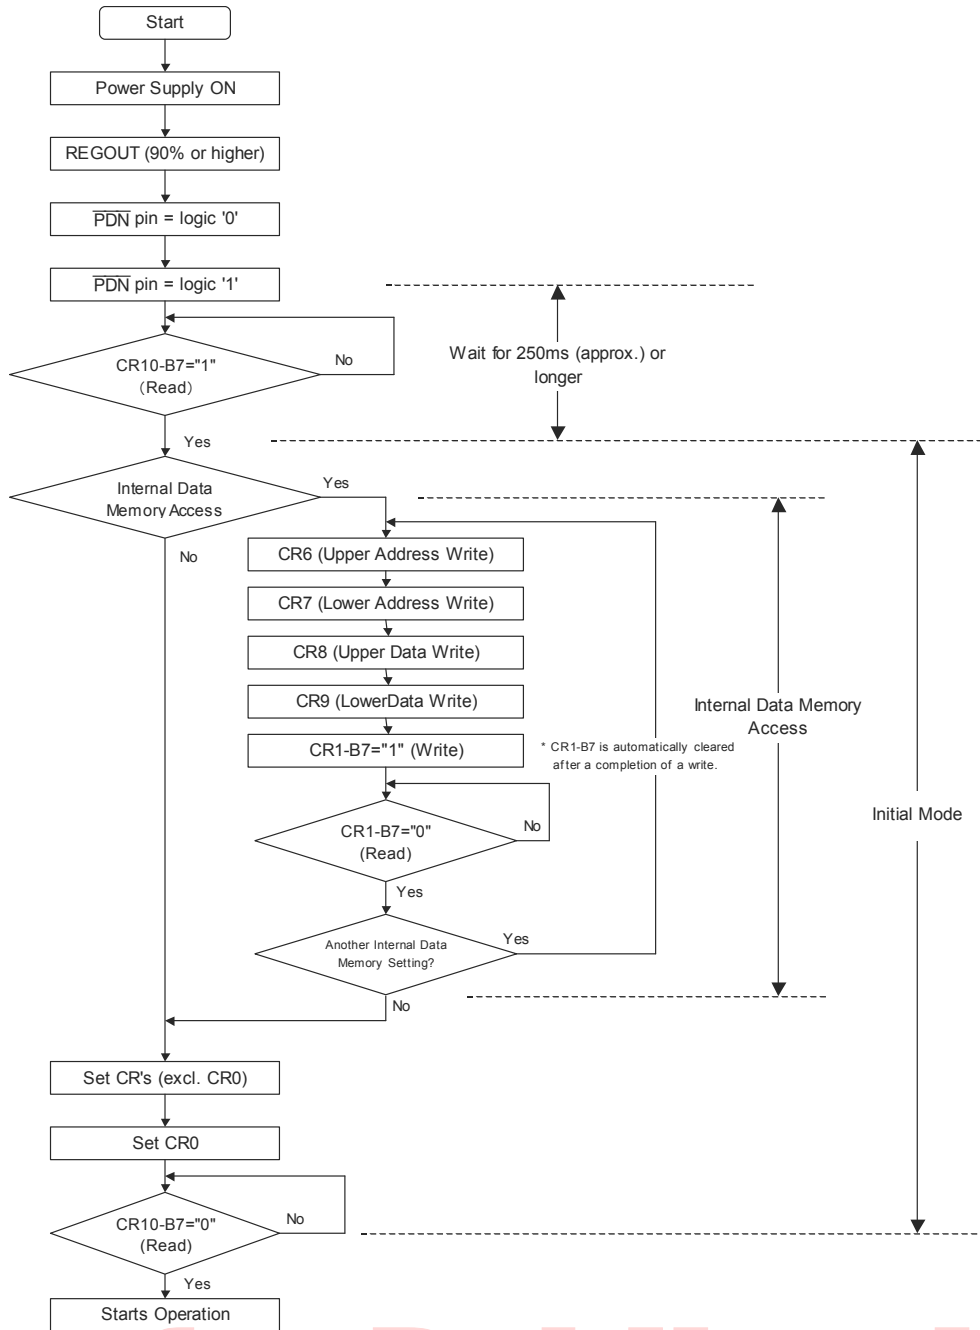 Start
Power Supply ON
REGOUT (90% or higher)
PDN pin = logic '0'
PDN pin = logic '1'
CR10-B7="1"
(Read)
No
Wait for 250ms (approx.) or
longer
Yes
Internal Data
Memory Access
Yes
No
CR6 (Upper Address Write)
CR7 (Lower Address Write)
CR8 (Upper Data Write)
CR9 (LowerData Write)
CR1-B7="1" (Write)
* CR1-B7 is automatically cleared
after a completion of a write.
Internal Data Memory
Access
Initial Mode
CR1-B7="0"
(Read)
No
Yes
Another Internal Data
Memory Setting?
Yes
No
Set CR's (excl. CR0)
Set CR0
CR10-B7="0"
(Read)
No
Yes
Starts Operation